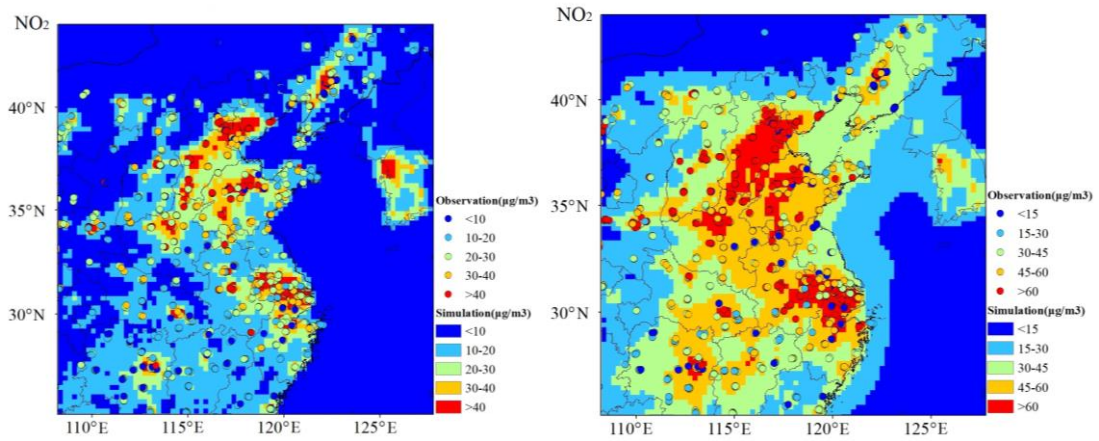 NO2
40°N
35°N
30°N
110°E
115°E
120°E
125°E
Observation(μg/m3)
<10
10-20
20-30
30-40
>40
Simulation(μg/m3)
<10
10-20
20-30
30-40
>40
NO2
40°N
35°N
30°N
110°E
115°E
120°E
125°E
Observation(μg/m3)
<15
15-30
30-45
45-60
>60
Simulation(μg/m3)
<15
15-30
30-45
45-60
>60